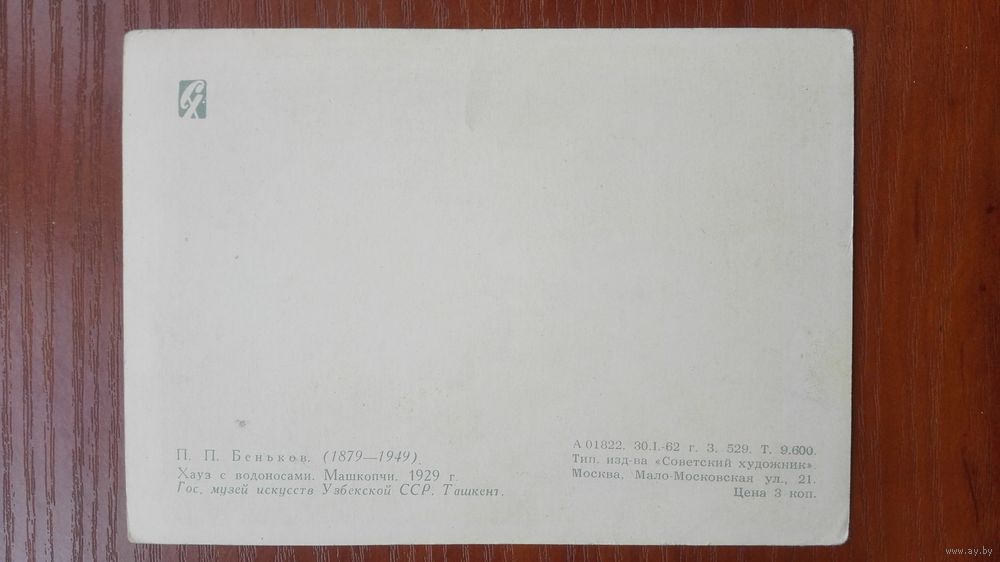 СХ
П. П. Беньков. (1879—1949).
Хауз с водоносами. Машкопчи. 1929 г.
Гос. музей искусств Узбекской ССР. Ташкент.
А 01822. 30.I.-62 г. З. 529. Т. 9.600.
Тип. изд-ва «Советский художник».
Москва, Мало-Московская ул., 21.
Цена 3 коп.
www.ay.by